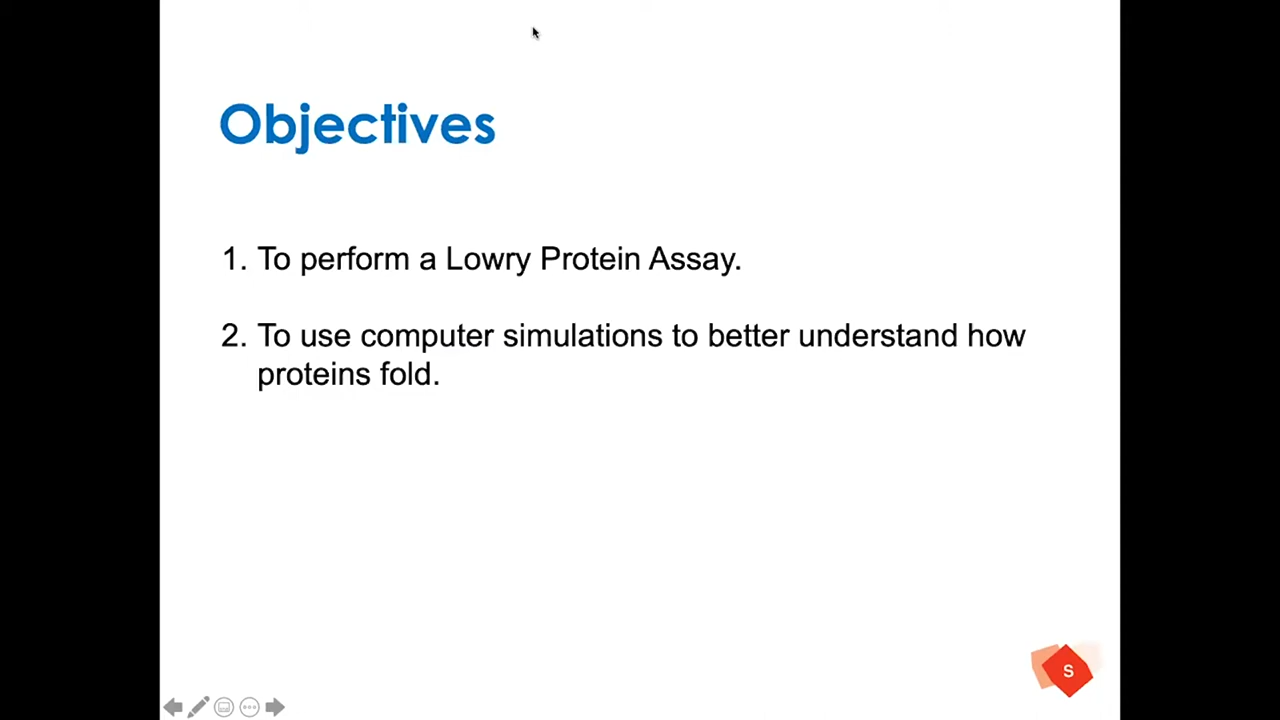 Objectives
1. To perform a Lowry Protein Assay.
2. To use computer simulations to better understand how
proteins fold.
S